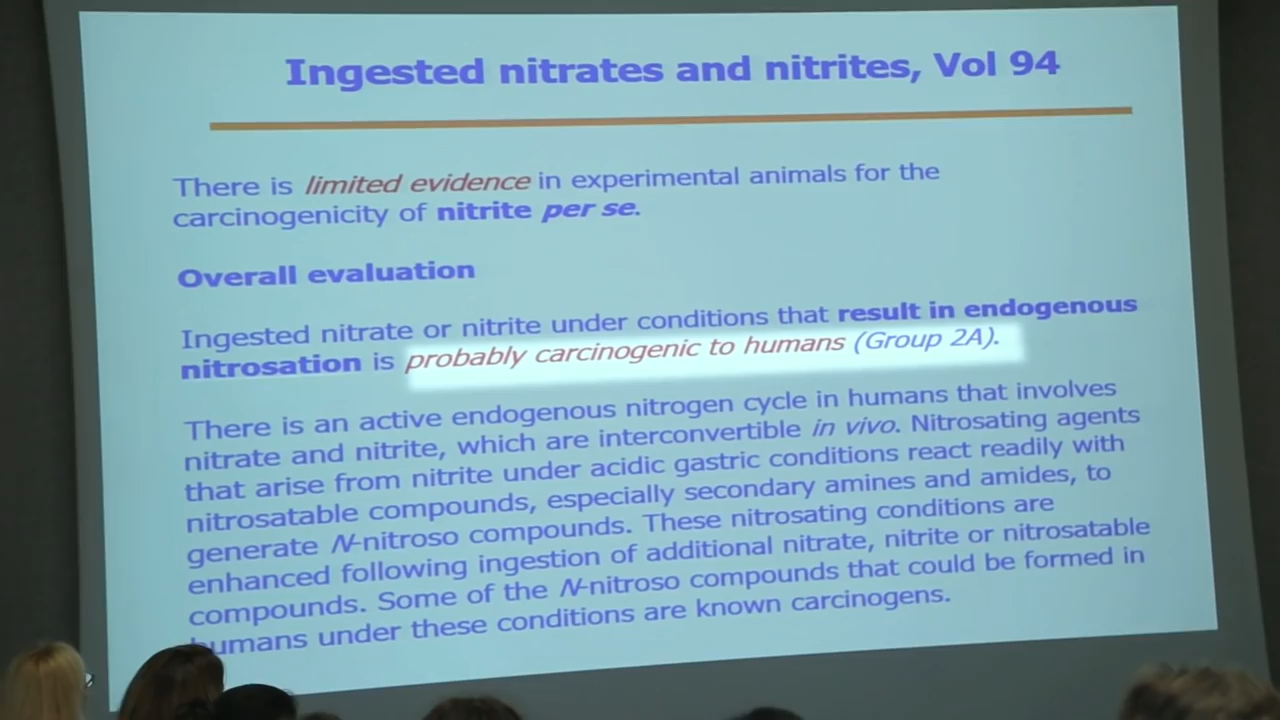 Ingested nitrates and nitrites, Vol 94
There is limited evidence in experimental animals for the
carcinogenicity of nitrite per se.
Overall evaluation
Ingested nitrate or nitrite under conditions that result in endogenous
nitrosation is probably carcinogenic to humans (Group 2A).
There is an active endogenous nitrogen cycle in humans that involves
nitrate and nitrite, which are interconvertible in vivo. Nitrosating agents
that arise from nitrite under acidic gastric conditions react readily with
nitrosatable compounds, especially secondary amines and amides, to
generate N-nitroso compounds. These nitrosating conditions are
enhanced following ingestion of additional nitrate, nitrite or nitrosatable
compounds. Some of the N-nitroso compounds that could be formed in
humans under these conditions are known carcinogens.